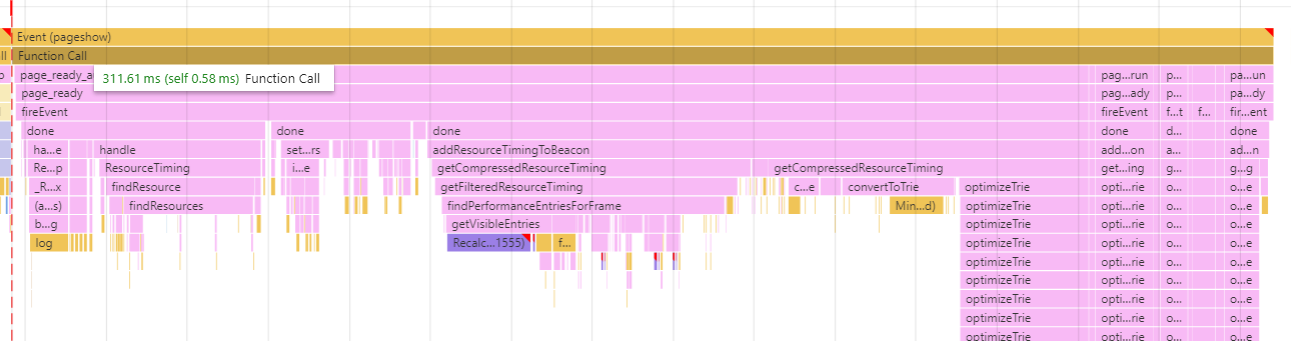 Event (pageshow)
ll Function Call
page_ready_a 311.61 ms (self 0.58 ms) Function Call pag...run p... pa...un
page_ready pag...ady p... pa...dy
fireEvent fireEvent f...t f... fir...ent
done done done done d... done
ha...e handle set...rs addResourceTimingToBeacon add...on a... ad...n
Re...p ResourceTiming i...e getCompressedResourceTiming getCompressedResourceTiming get...ing g... g...g
_R...x findResource getFilteredResourceTiming c...e convertToTrie optimizeTrie opti...rie o... o...e
(a...s) findResources findPerformanceEntriesForFrame Min...d) optimizeTrie opti...rie o... o...e
b...g getVisibleEntries optimizeTrie opti...rie o... o...e
log Recalc...1555) f... optimizeTrie opti...rie o... o...e
optimizeTrie opti...rie o... o...e
optimizeTrie opti...rie o... o...e
optimizeTrie opti...rie o... o...e
optimizeTrie opti...rie o... o...e
optimizeTrie opti...rie o... o...e